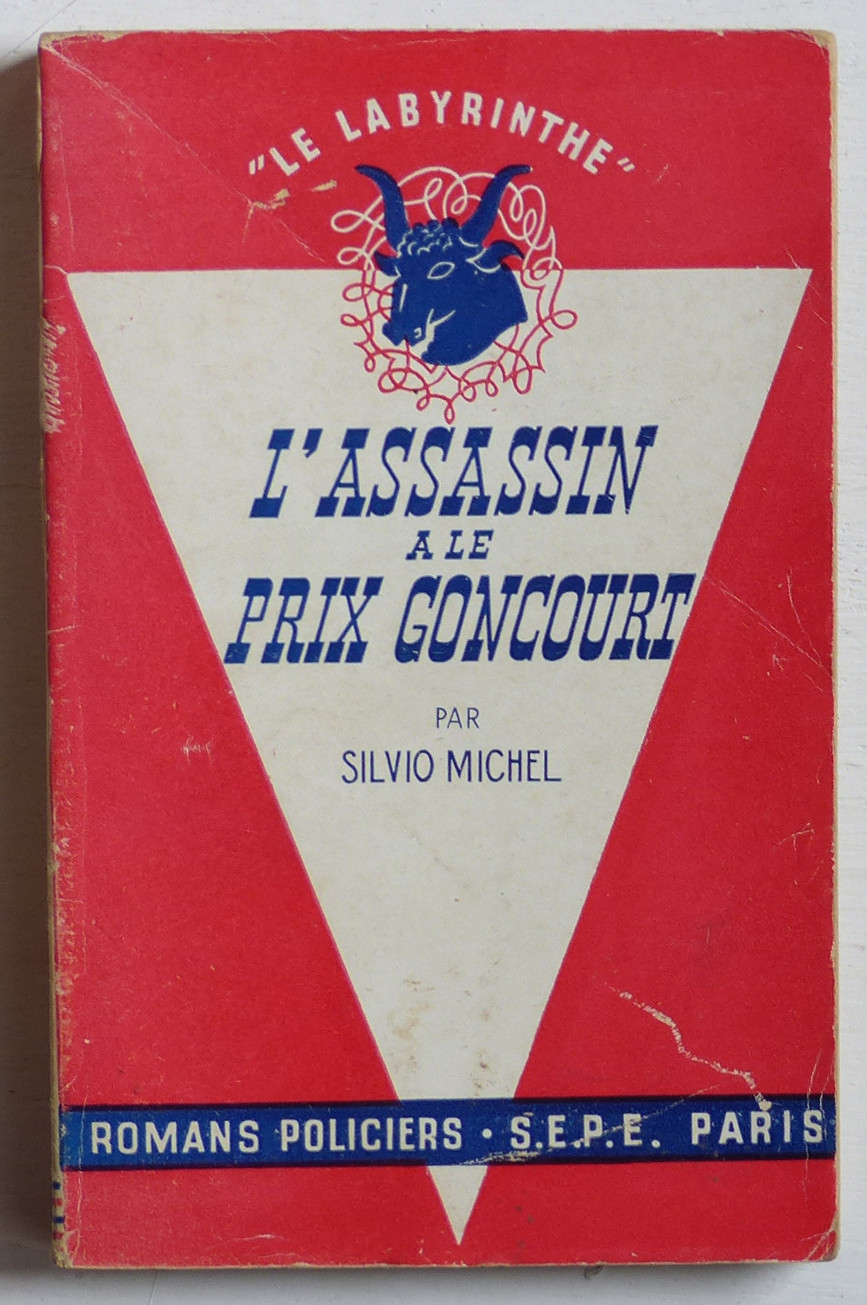 "LE LABYRINTHE"
L'ASSASSIN
A LE
PRIX GONCOURT
PAR
SILVIO MICHEL
ROMANS POLICIERS • S.E.P.E. PARIS